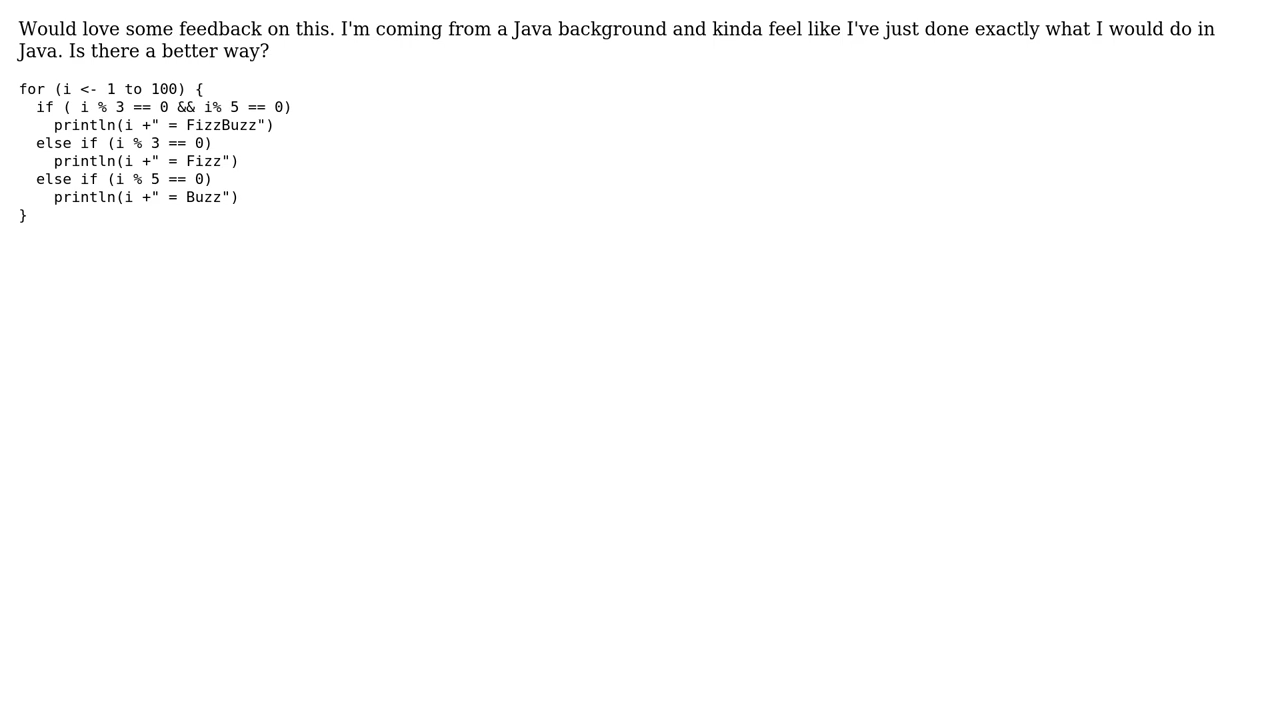 Would love some feedback on this. I'm coming from a Java background and kinda feel like I've just done exactly what I would do in
Java. Is there a better way?
for (i <- 1 to 100) {
  if ( i % 3 == 0 && i% 5 == 0)
    println(i +" = FizzBuzz")
  else if (i % 3 == 0)
    println(i +" = Fizz")
  else if (i % 5 == 0)
    println(i +" = Buzz")
}